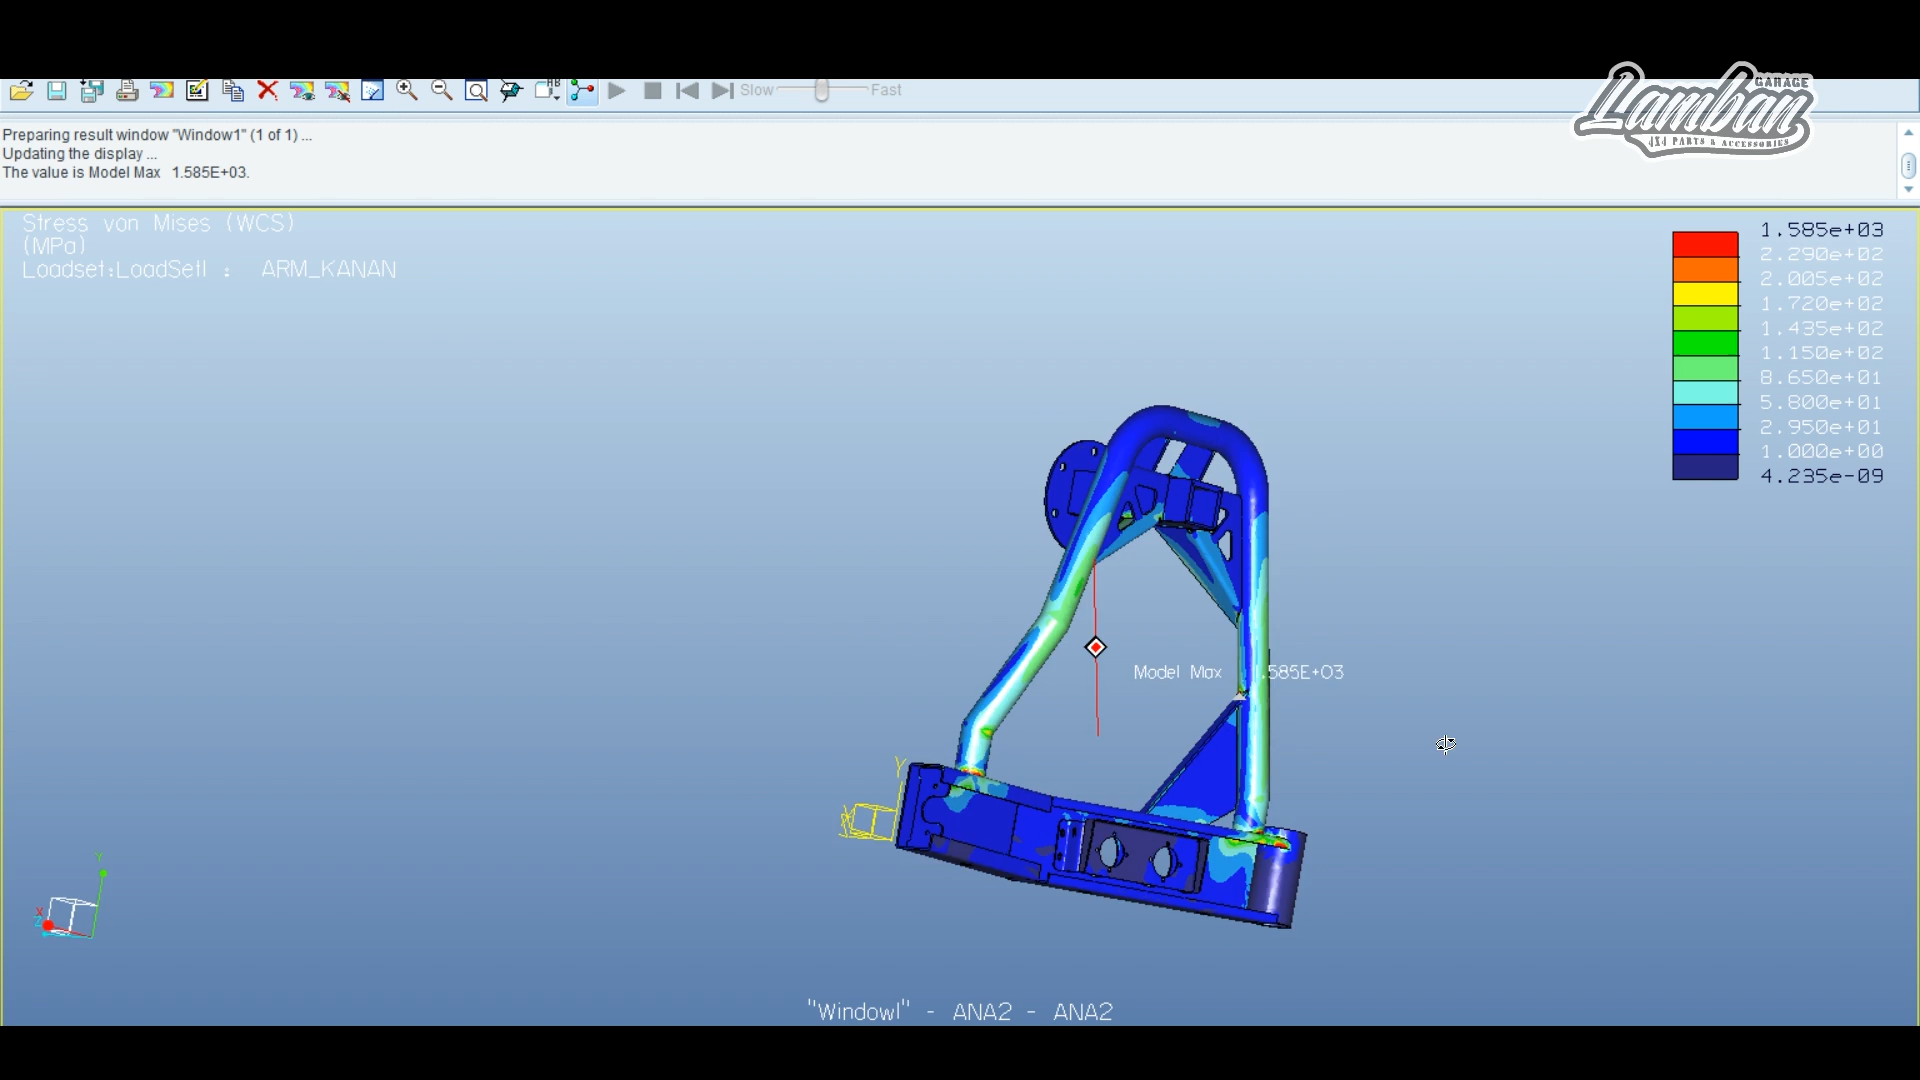 GARAGE
Lamban
4X4 PARTS & ACCESSORIES
Slow
Fast
Preparing result window "Window1" (1 of 1) ...
Updating the display ...
The value is Model Max 1.585E+03.
Stress von Mises (WCS)
(MPa)
Loadset:LoadSet1 : ARM_KANAN
1.585e+03
2.290e+02
2.005e+02
1.720e+02
1.435e+02
1.150e+02
8.650e+01
5.800e+01
2.950e+01
1.000e+00
4.235e-09
Model Max 1.585E+03
Y
Y
X
Z
"Window1" - ANA2 - ANA2